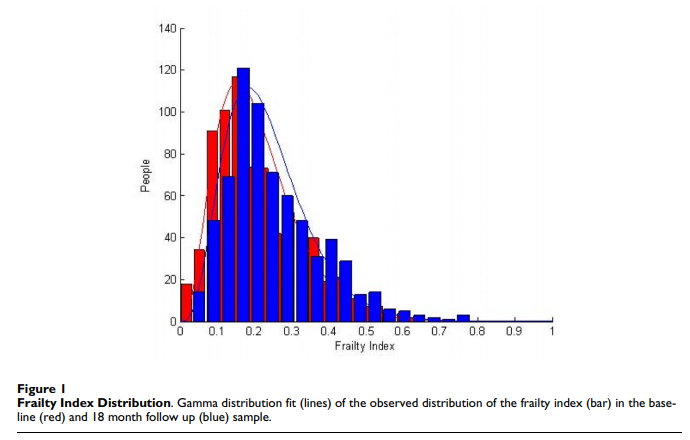 140
120
100
80
60
40
20
0
People
0 0.1 0.2 0.3 0.4 0.5 0.6 0.7 0.8 0.9 1
Frailty Index
Figure 1
Frailty Index Distribution. Gamma distribution fit (lines) of the observed distribution of the frailty index (bar) in the base-
line (red) and 18 month follow up (blue) sample.